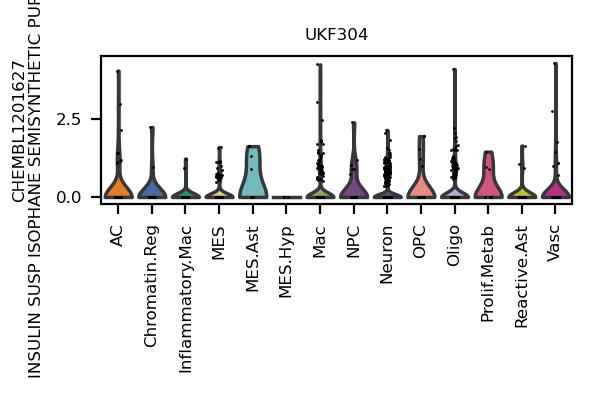 UKF304
CHEMBL1201627
INSULIN SUSP ISOPHANE SEMISYNTHETIC
2.5
0.0
AC
Chromatin.Reg
Inflammatory.Mac
MES
MES.Ast
MES.Hyp
Mac
NPC
Neuron
OPC
Oligo
Prolif.Metab
Reactive.Ast
Vasc